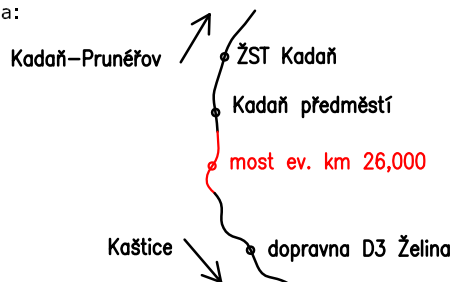 a:
Kadaň-Prunéřov
ŽST Kadaň
Kadaň předměstí
most ev. km 26,000
Kaštice
dopravna D3 Želina